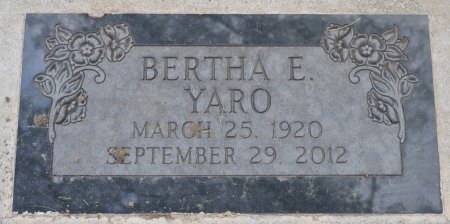 BERTHA E.
YARO
MARCH 25, 1920
SEPTEMBER 29, 2012